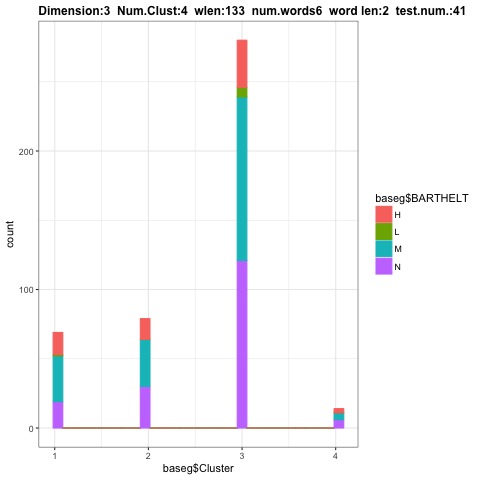 Dimension:3 Num.Clust:4 wlen:133 num.words6 word len:2 test.num.:41
200
100
0
count
1 2 3 4
baseg$Cluster
baseg$BARTHELT
H
L
M
N